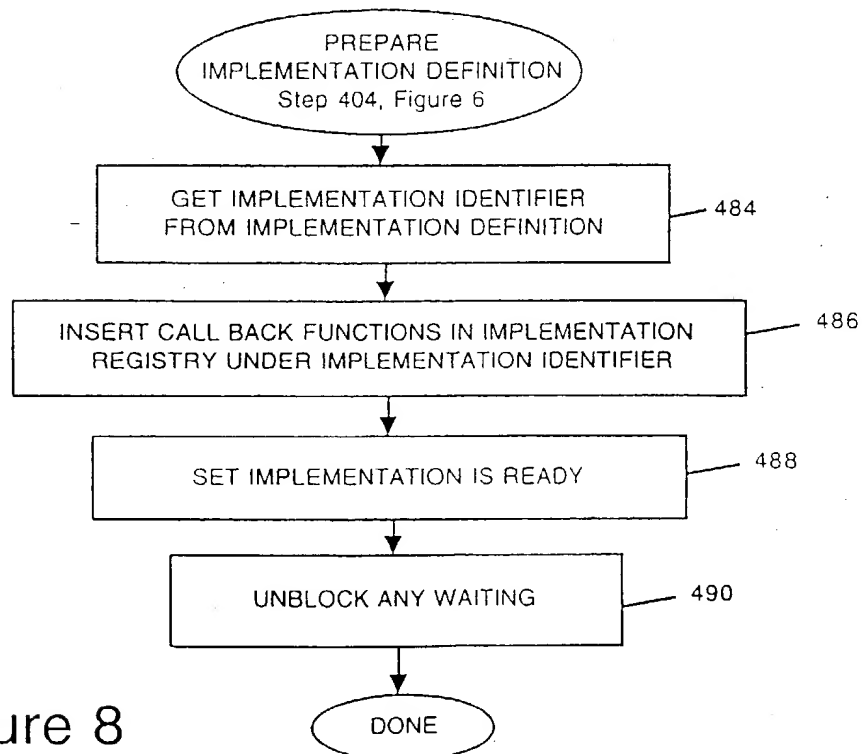 PREPARE
IMPLEMENTATION DEFINITION
Step 404, Figure 6
GET IMPLEMENTATION IDENTIFIER
FROM IMPLEMENTATION DEFINITION
484
INSERT CALL BACK FUNCTIONS IN IMPLEMENTATION
REGISTRY UNDER IMPLEMENTATION IDENTIFIER
486
SET IMPLEMENTATION IS READY
488
UNBLOCK ANY WAITING
490
DONE
ure 8